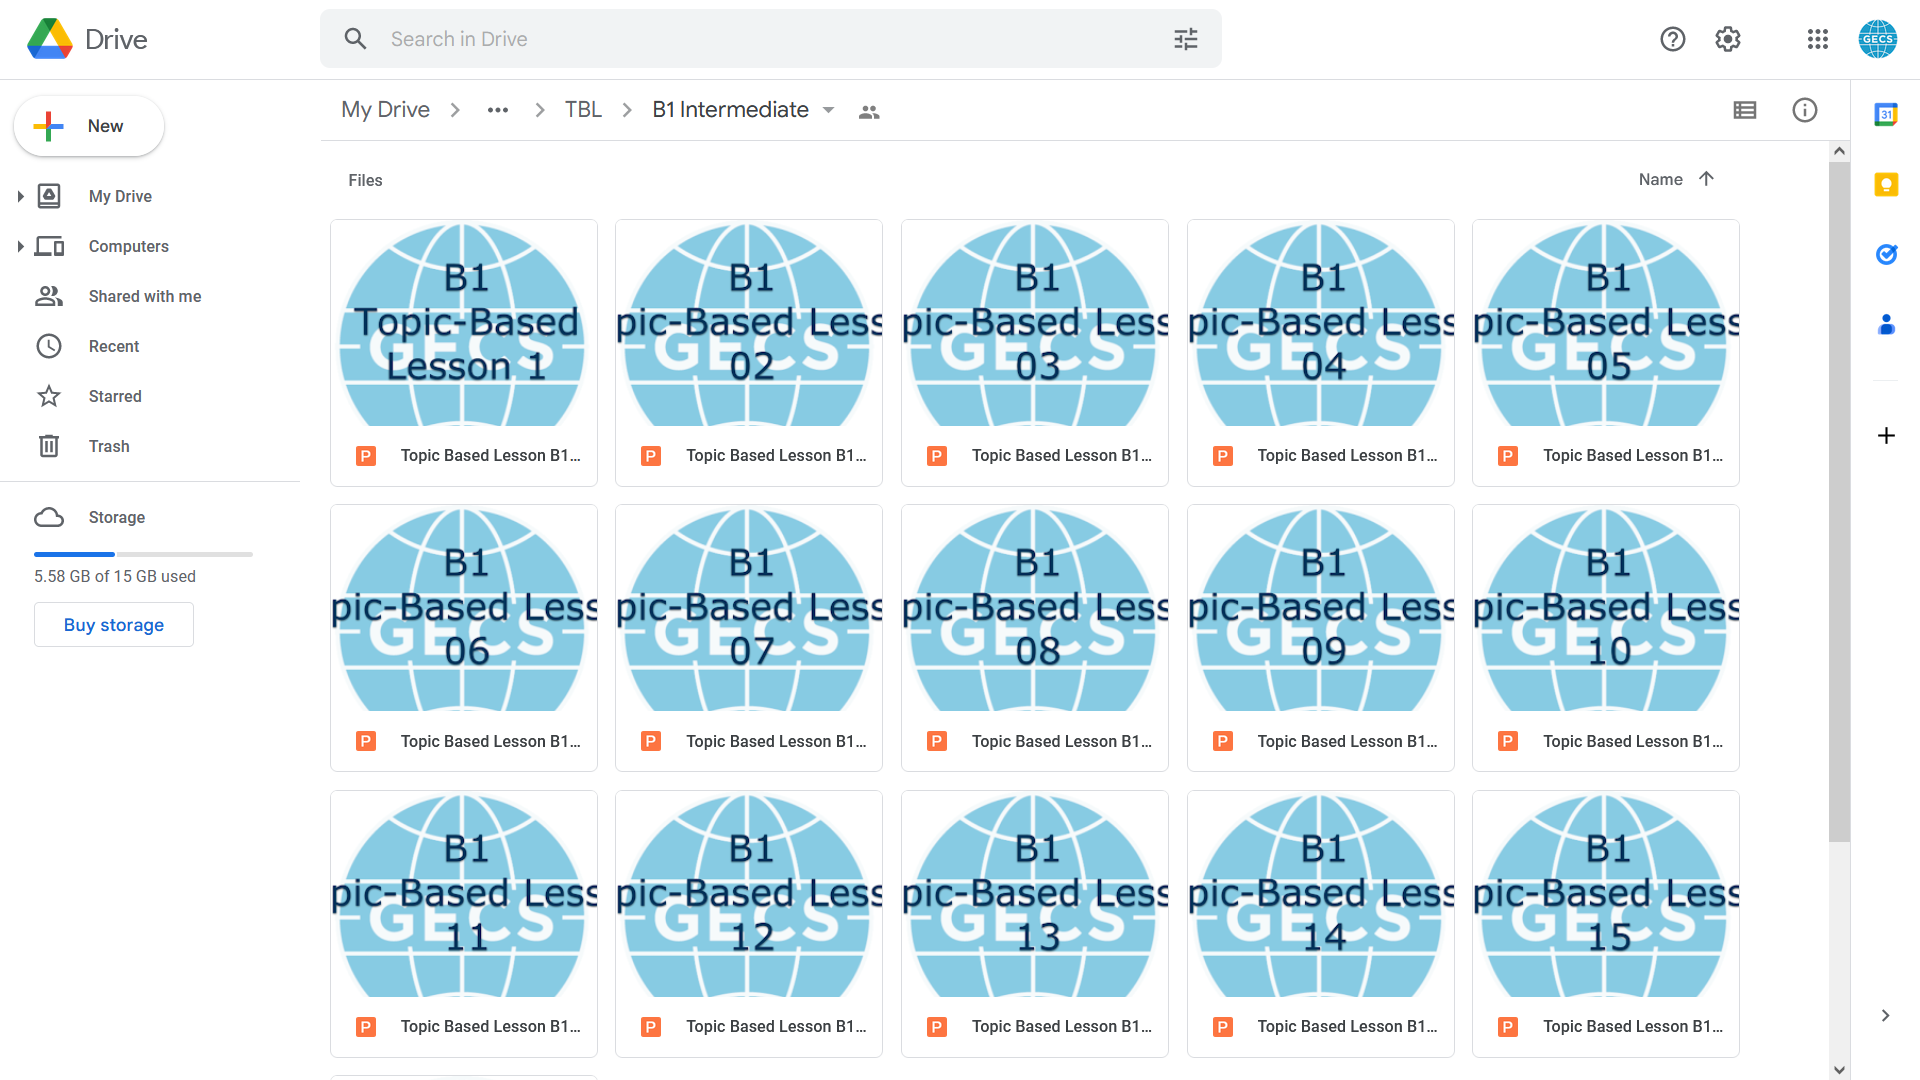 Drive
Search in Drive
GECS
New
My Drive
Computers
Shared with me
Recent
Starred
Trash
Storage
5.58 GB of 15 GB used
Buy storage
My Drive
TBL
B1 Intermediate
31
Files
Name
B1
Topic-Based
Lesson 1
GECS
P Topic Based Lesson B1...
B1
pic-Based Less
02
GECS
P Topic Based Lesson B1...
B1
pic-Based Less
03
GECS
P Topic Based Lesson B1...
B1
pic-Based Less
04
GECS
P Topic Based Lesson B1...
B1
pic-Based Less
05
GECS
P Topic Based Lesson B1...
B1
pic-Based Less
06
GECS
P Topic Based Lesson B1...
B1
pic-Based Less
07
GECS
P Topic Based Lesson B1...
B1
pic-Based Less
08
GECS
P Topic Based Lesson B1...
B1
pic-Based Less
09
GECS
P Topic Based Lesson B1...
B1
pic-Based Less
10
GECS
P Topic Based Lesson B1...
B1
pic-Based Less
11
GECS
P Topic Based Lesson B1...
B1
pic-Based Less
12
GECS
P Topic Based Lesson B1...
B1
pic-Based Less
13
GECS
P Topic Based Lesson B1...
B1
pic-Based Less
14
GECS
P Topic Based Lesson B1...
B1
pic-Based Less
15
GECS
P Topic Based Lesson B1...